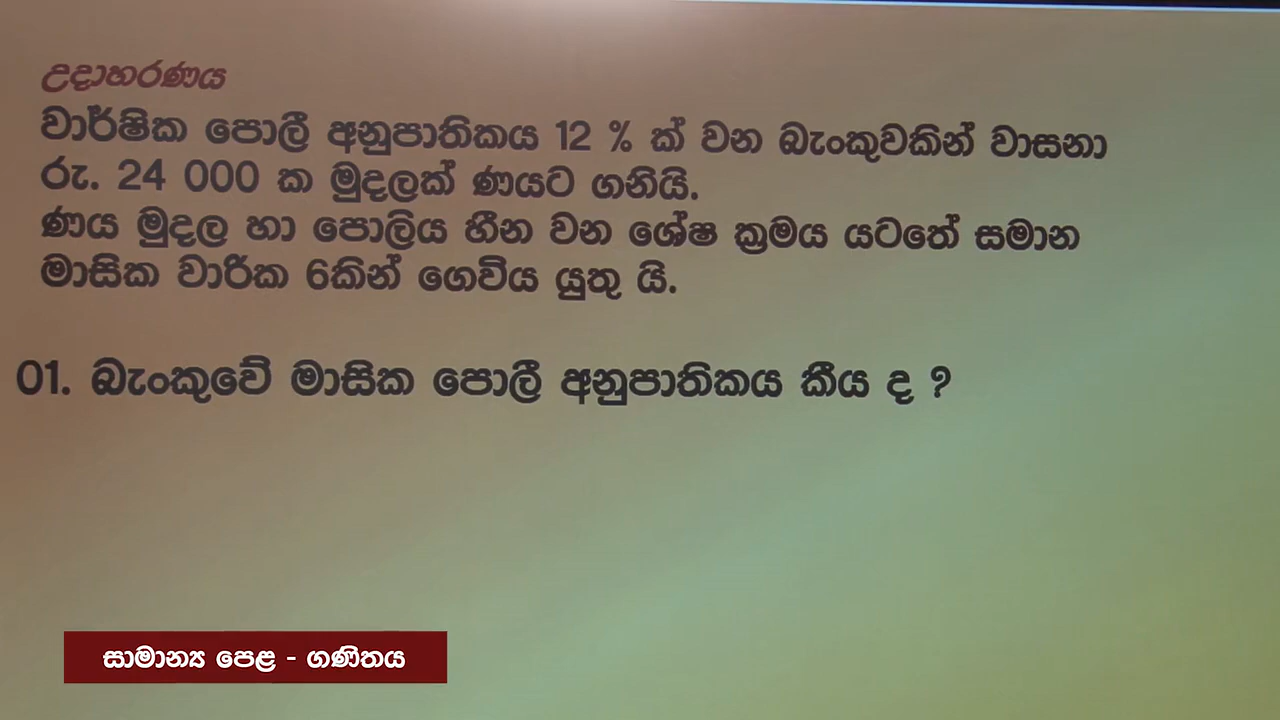 උදාහරණය
වාර්ෂික පොලී අනුපාතිකය 12 % ක් වන බැංකුවකින් වාසනා
රු. 24 000 ක මුදලක් ණයට ගනියි.
ණය මුදල හා පොලිය හීන වන ශේෂ ක්‍රමය යටතේ සමාන
මාසික වාරික 6කින් ගෙවිය යුතු යි.
01. බැංකුවේ මාසික පොලී අනුපාතිකය කීය ද ?
සාමාන්‍ය පෙළ - ගණිතය